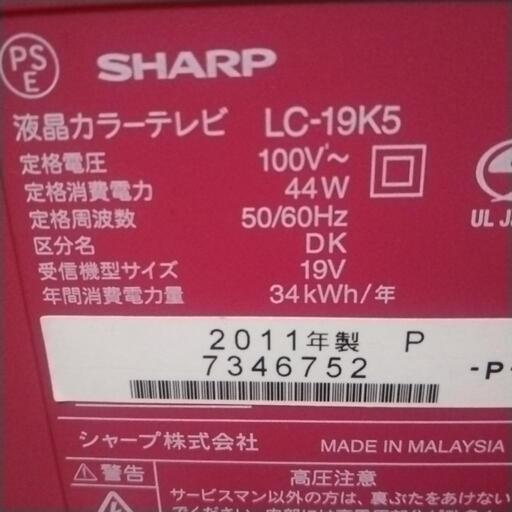 PS
E
SHARP
液晶カラーテレビ LC-19K5
定格電圧 100V~
定格消費電力 44W
定格周波数 50/60Hz
区分名 DK
受信機型サイズ 19V
年間消費電力量 34kWh/年
UL J
2011年製 P
7346752 -P-
シャープ株式会社 MADE IN MALAYSIA
⚠警告 高圧注意
サービスマン以外の方は、裏ぶたをあけない